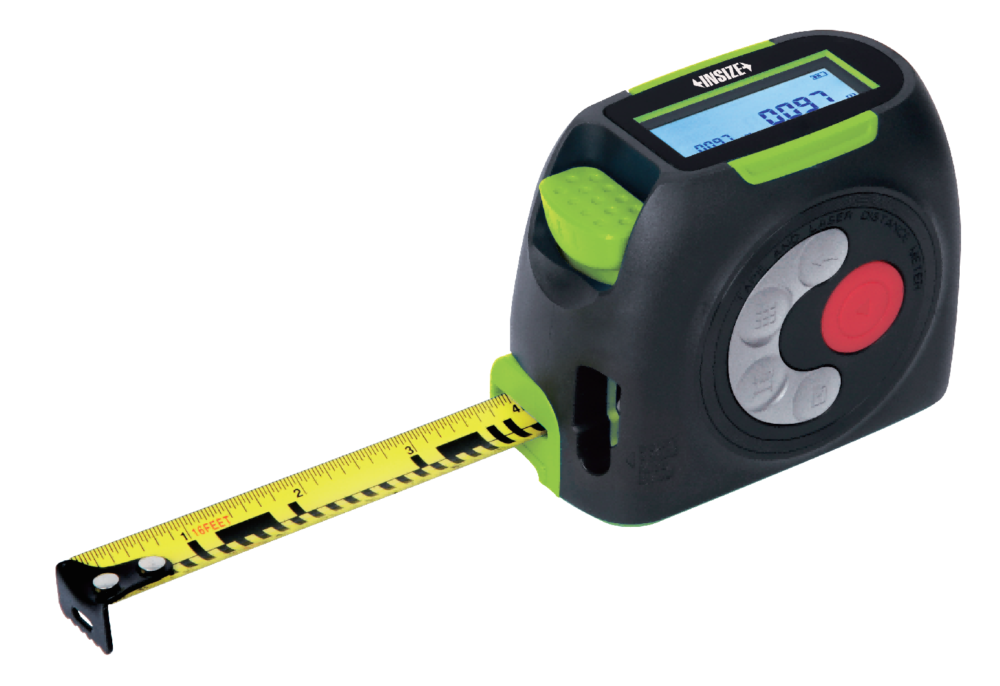 INSIZE
0097 m
0097 m
TAPE AND LASER DISTANCE METER
1 16FEET 2 3 4